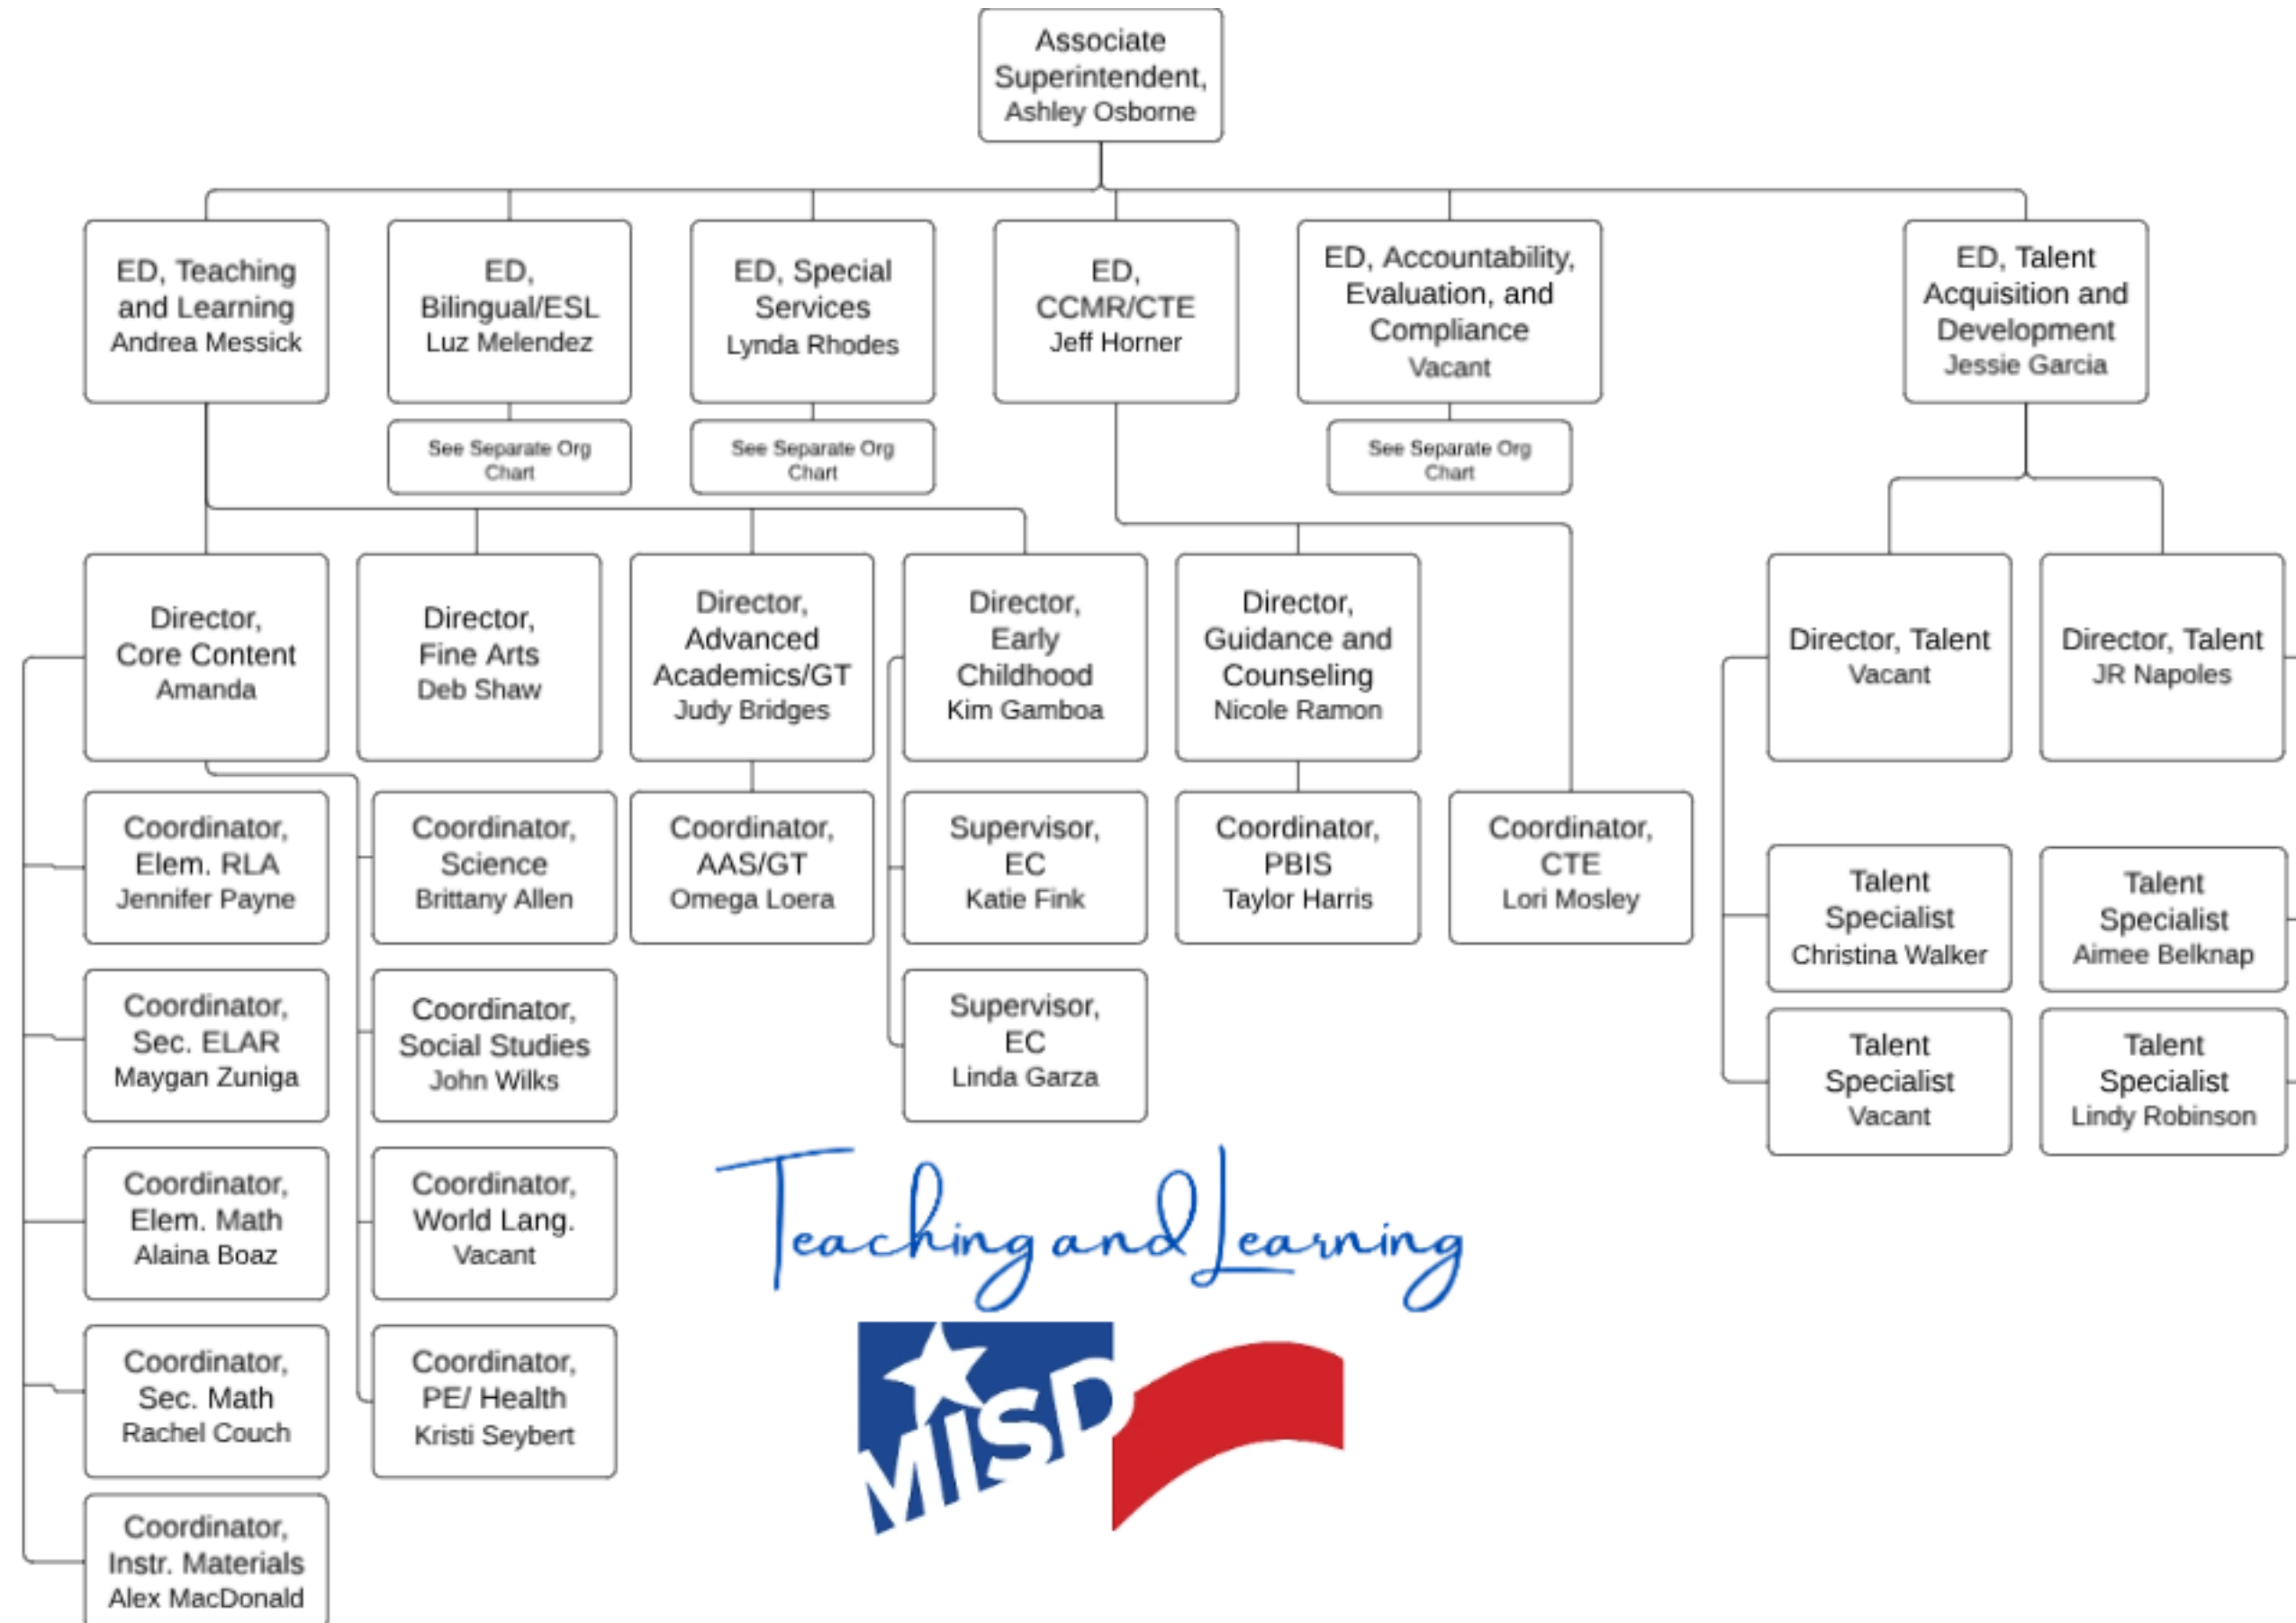 Associate
Superintendent,
Ashley Osborne
ED, Teaching
and Learning
Andrea Messick
ED,
Bilingual/ESL
Luz Melendez
ED, Special
Services
Lynda Rhodes
ED,
CCMR/CTE
Jeff Horner
ED, Accountability,
Evaluation, and
Compliance
Vacant
ED, Talent
Acquisition and
Development
Jessie Garcia
See Separate Org
Chart
See Separate Org
Chart
See Separate Org
Chart
Director,
Core Content
Amanda
Director,
Fine Arts
Deb Shaw
Director,
Advanced
Academics/GT
Judy Bridges
Director,
Early
Childhood
Kim Gamboa
Director,
Guidance and
Counseling
Nicole Ramon
Director, Talent
Vacant
Director, Talent
JR Napoles
Coordinator,
Elem. RLA
Jennifer Payne
Coordinator,
Science
Brittany Allen
Coordinator,
AAS/GT
Omega Loera
Supervisor,
EC
Katie Fink
Coordinator,
PBIS
Taylor Harris
Coordinator,
CTE
Lori Mosley
Talent
Specialist
Christina Walker
Talent
Specialist
Aimee Belknap
Coordinator,
Sec. ELAR
Maygan Zuniga
Coordinator,
Social Studies
John Wilks
Supervisor,
EC
Linda Garza
Talent
Specialist
Vacant
Talent
Specialist
Lindy Robinson
Coordinator,
Elem. Math
Alaina Boaz
Coordinator,
World Lang.
Vacant
Teaching and Learning
Coordinator,
Sec. Math
Rachel Couch
Coordinator,
PE/ Health
Kristi Seybert
MISD
Coordinator,
Instr. Materials
Alex MacDonald